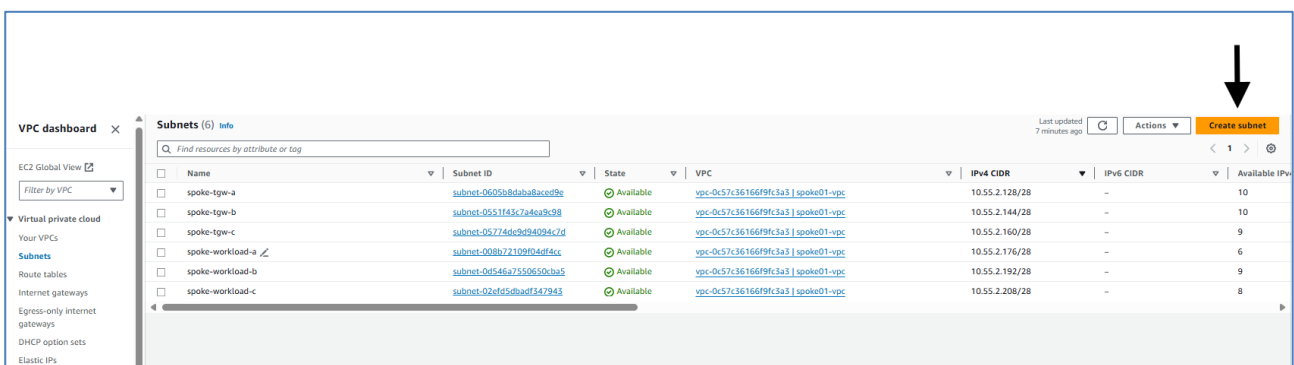 VPC dashboard
EC2 Global View
Filter by VPC
Virtual private cloud
Your VPCs
Subnets
Route tables
Internet gateways
Egress-only internet
gateways
DHCP option sets
Elastic IPs
Subnets (6) Info
Last updated
7 minutes ago
Actions
Create subnet
Find resources by attribute or tag
1
Name Subnet ID State VPC IPv4 CIDR IPv6 CIDR Available IPv
spoke-tgw-a subnet-0605b8daba8aced9e Available vpc-0c57c36166f9fc3a3 | spoke01-vpc 10.55.2.128/28 – 10
spoke-tgw-b subnet-0551f43c7a4ea9c98 Available vpc-0c57c36166f9fc3a3 | spoke01-vpc 10.55.2.144/28 – 10
spoke-tgw-c subnet-05774de9d94094c7d Available vpc-0c57c36166f9fc3a3 | spoke01-vpc 10.55.2.160/28 – 9
spoke-workload-a subnet-008b72109f04df4cc Available vpc-0c57c36166f9fc3a3 | spoke01-vpc 10.55.2.176/28 – 6
spoke-workload-b subnet-0d546a7550650cba5 Available vpc-0c57c36166f9fc3a3 | spoke01-vpc 10.55.2.192/28 – 9
spoke-workload-c subnet-02efd5dbadf347943 Available vpc-0c57c36166f9fc3a3 | spoke01-vpc 10.55.2.208/28 – 8